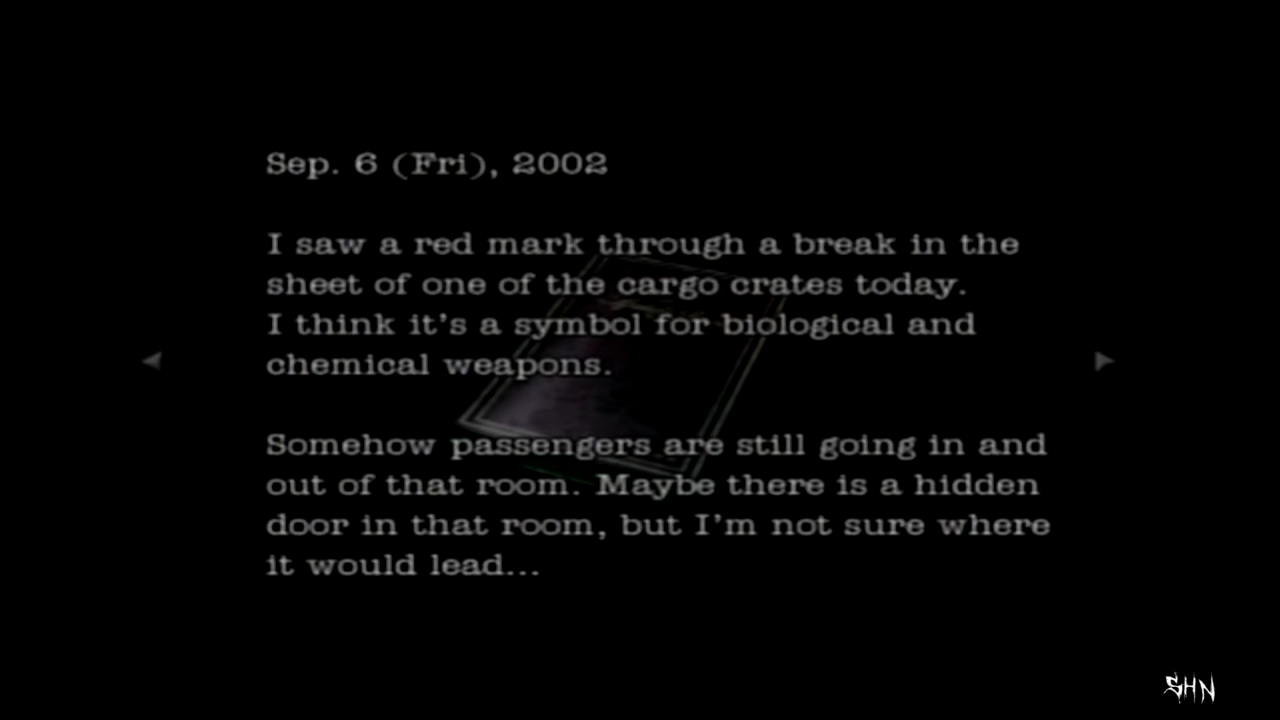 Sep. 6 (Fri), 2002
I saw a red mark through a break in the
sheet of one of the cargo crates today.
I think it's a symbol for biological and
chemical weapons.
Somehow passengers are still going in and
out of that room. Maybe there is a hidden
door in that room, but I'm not sure where
it would lead...
SHN